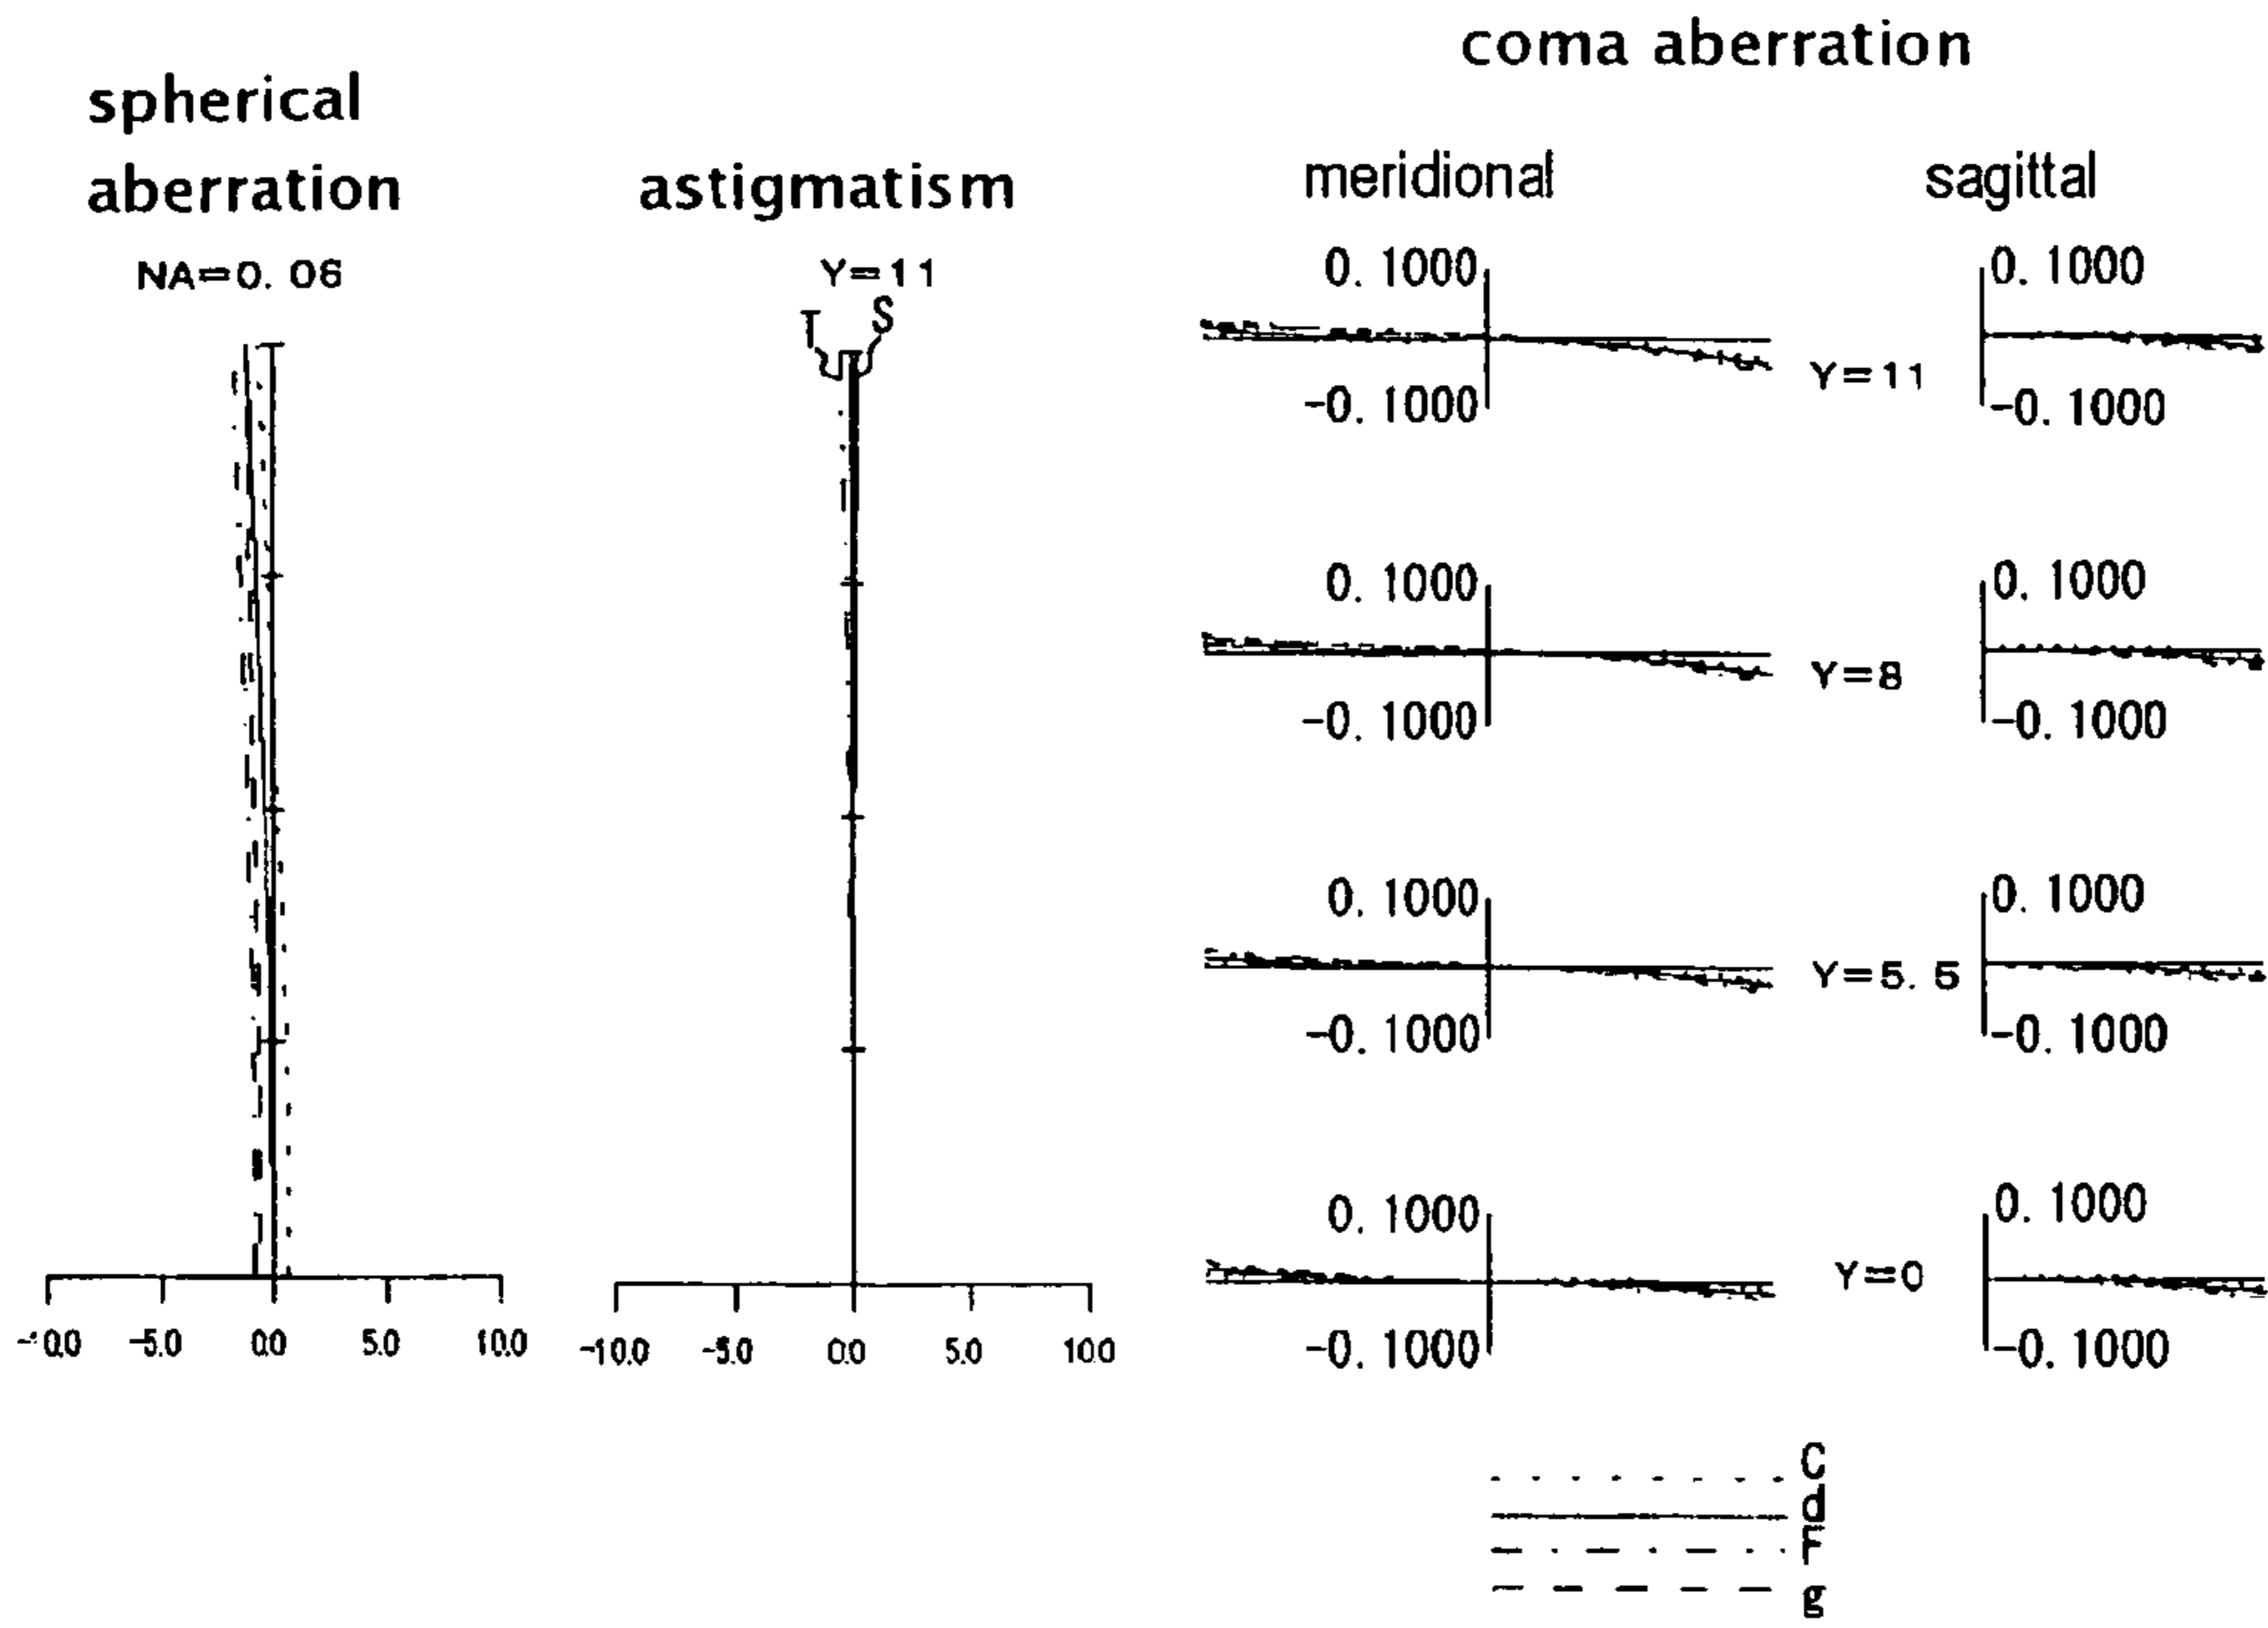 coma aberration
spherical
aberration
astigmatism
meridional
sagittal
NA=0. 06
Y=11
T S
0. 1000
-0. 1000
Y=11
0. 1000
-0. 1000
0. 1000
-0. 1000
Y=8
0. 1000
-0. 1000
0. 1000
-0. 1000
Y=5. 5
0. 1000
-0. 1000
0. 1000
-0. 1000
Y=0
0. 1000
-0. 1000
-10.0 -5.0 0.0 5.0 10.0
-10.0 -5.0 0.0 5.0 10.0
C
d
F
g